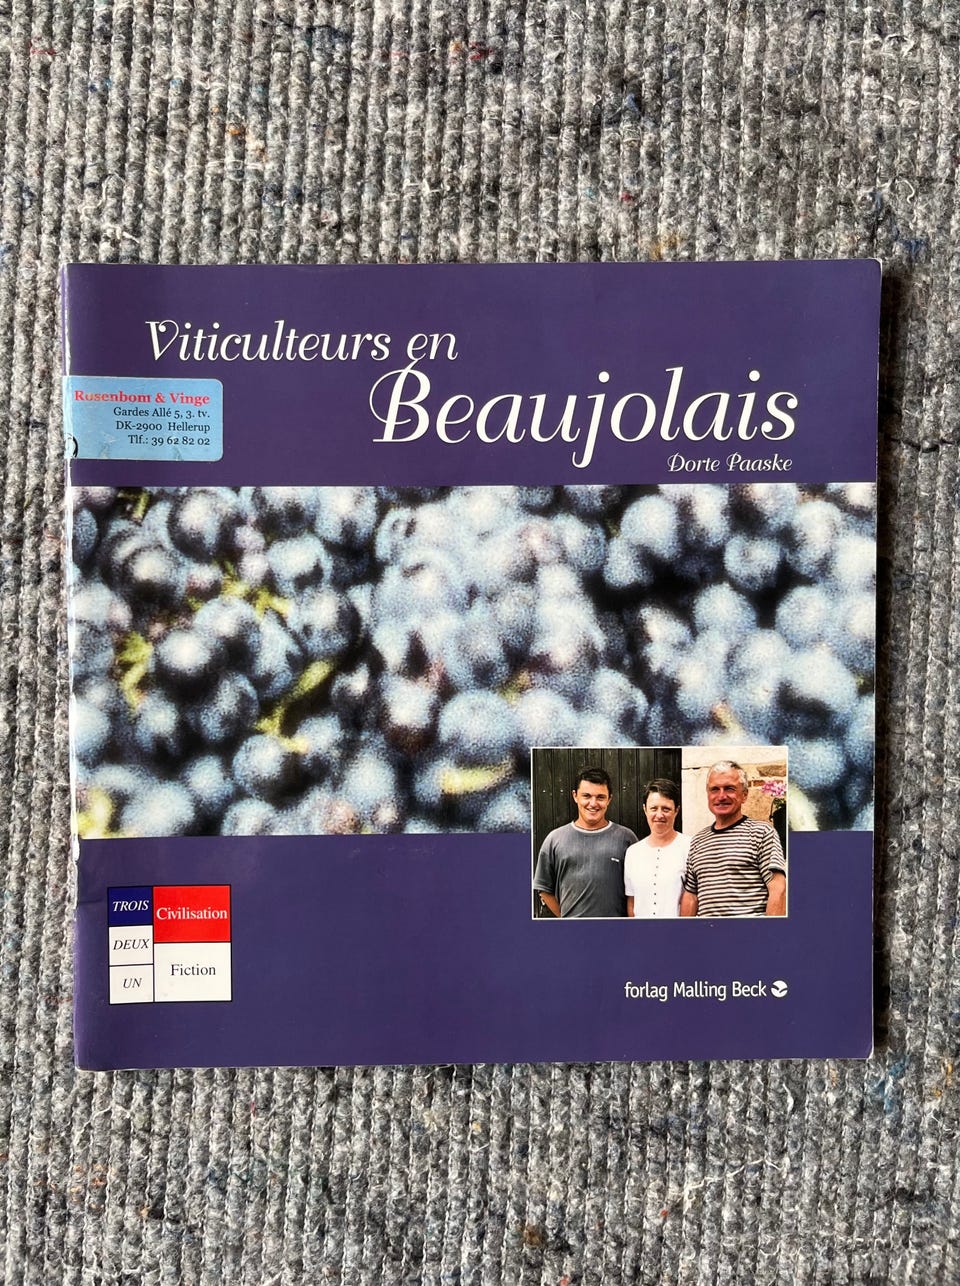 Viticulteurs en
Beaujolais
Dorte Paaske
Rosenbom & Vinge
Gardes Allé 5, 3. tv.
DK-2900 Hellerup
Tlf.: 39 62 82 02
TROIS
DEUX
UN
Civilisation
Fiction
forlag Malling Beck